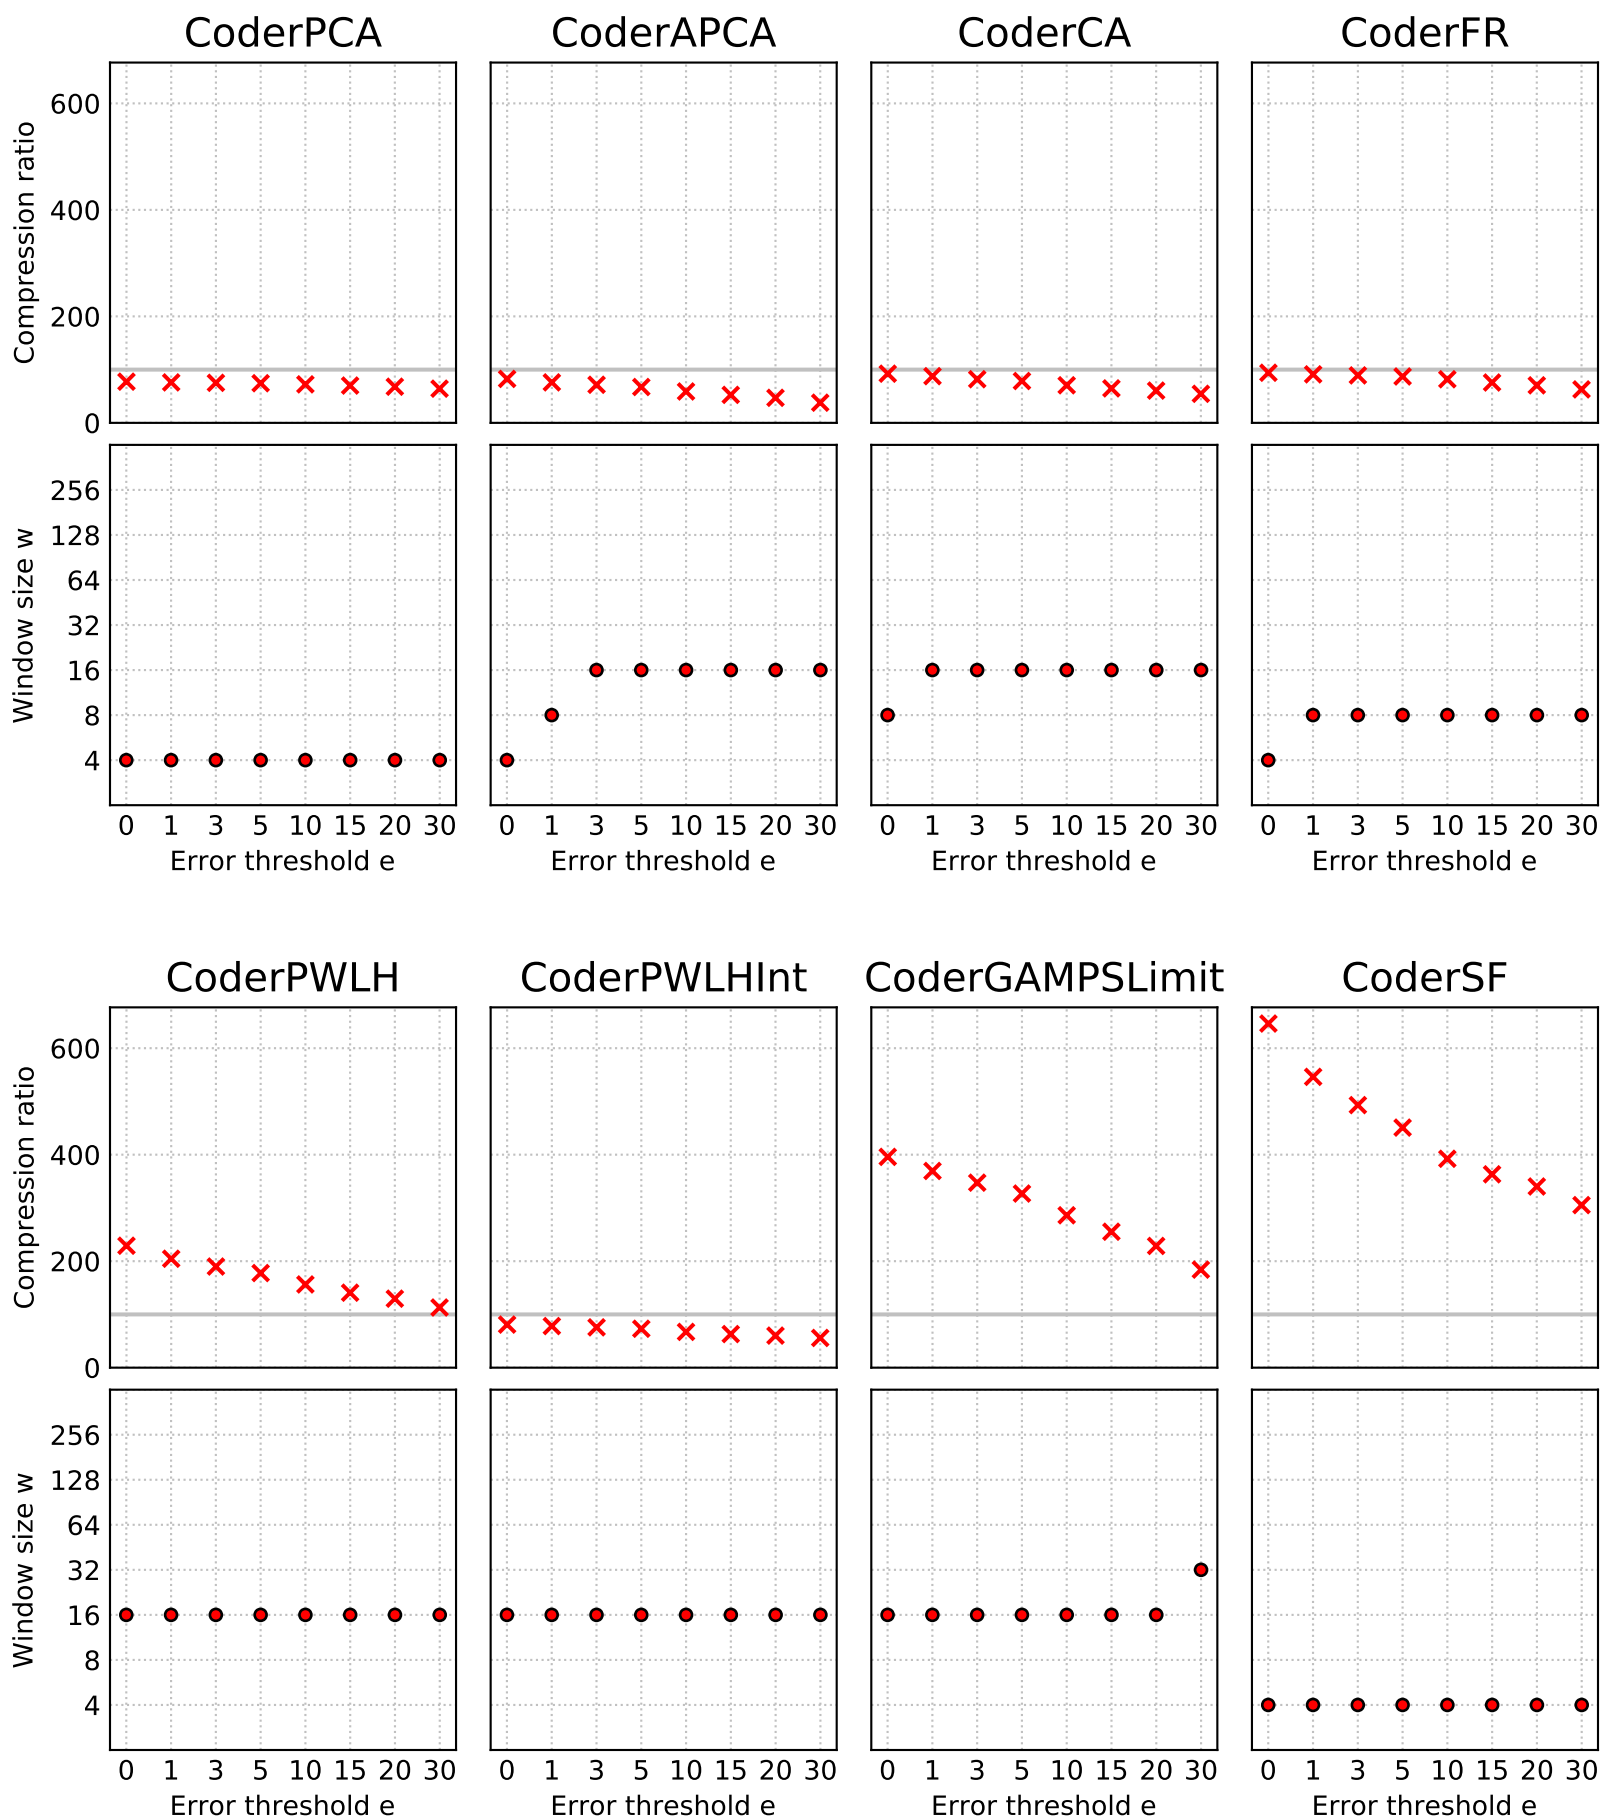 CoderPCA CoderAPCA CoderCA CoderFR
Compression ratio
600
400
200
0
Window size w
256
128
64
32
16
8
4
0 1 3 5 10 15 20 30 0 1 3 5 10 15 20 30 0 1 3 5 10 15 20 30 0 1 3 5 10 15 20 30
Error threshold e Error threshold e Error threshold e Error threshold e
CoderPWLH CoderPWLHInt CoderGAMPSLimit CoderSF
Compression ratio
600
400
200
0
Window size w
256
128
64
32
16
8
4
0 1 3 5 10 15 20 30 0 1 3 5 10 15 20 30 0 1 3 5 10 15 20 30 0 1 3 5 10 15 20 30
Error threshold e Error threshold e Error threshold e Error threshold e